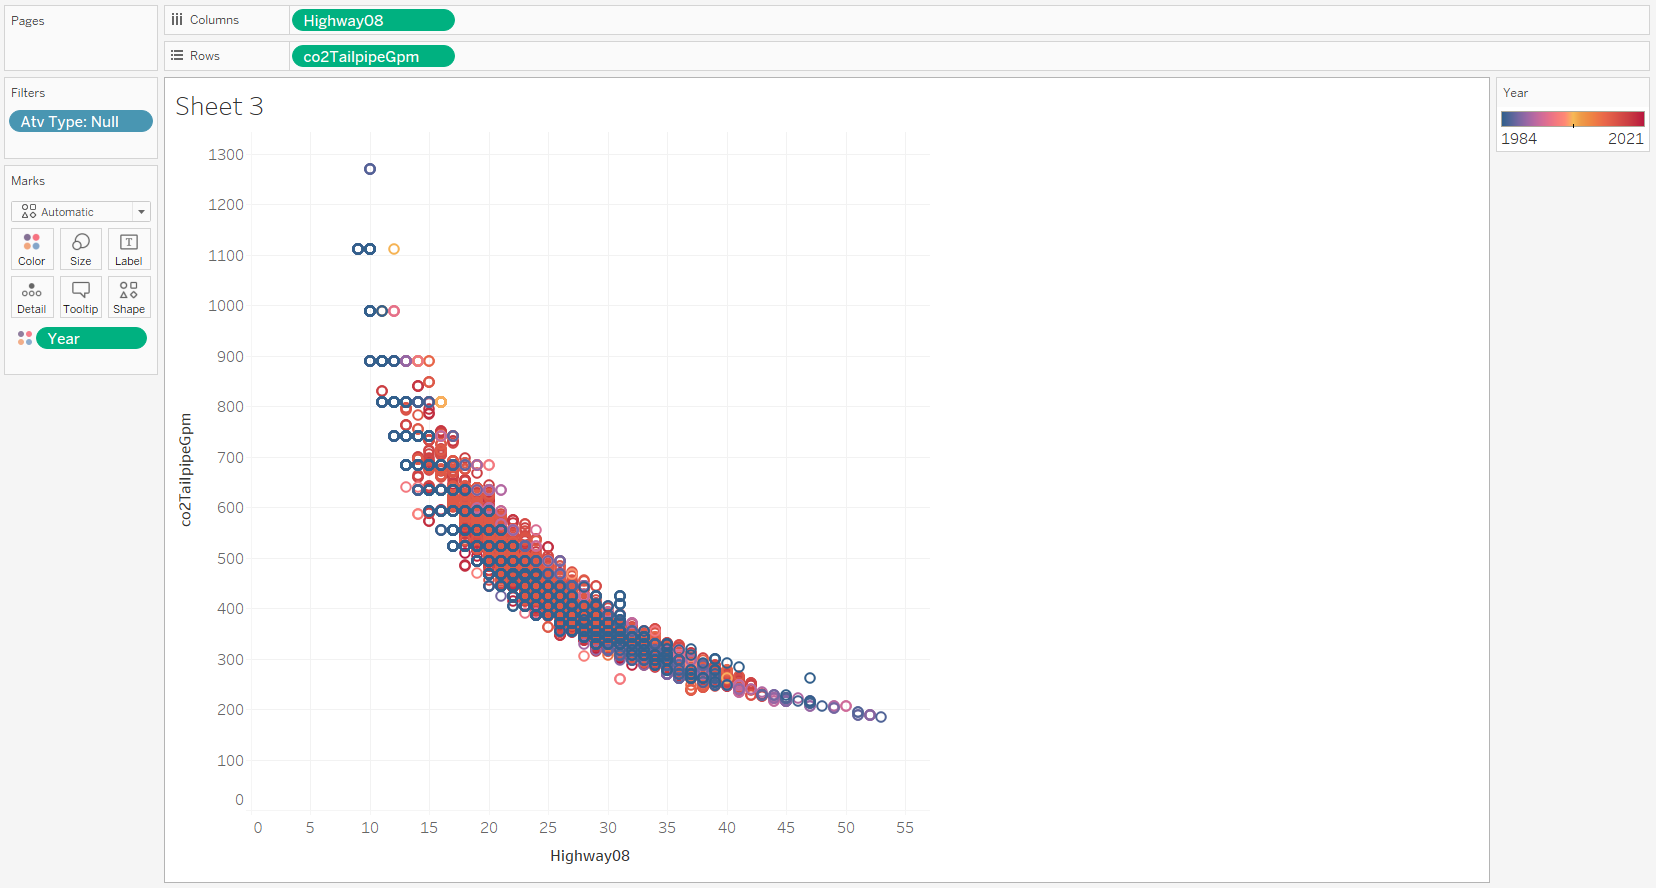 Pages
Columns
Highway08
Rows
co2TailpipeGpm
Filters
Atv Type: Null
Marks
Automatic
Color
Size
Label
T
Detail
Tooltip
Shape
Year
Sheet 3
1300
1200
1100
1000
900
800
700
600
500
400
300
200
100
0
co2TailpipeGpm
0 5 10 15 20 25 30 35 40 45 50 55
Highway08
Year
1984 2021